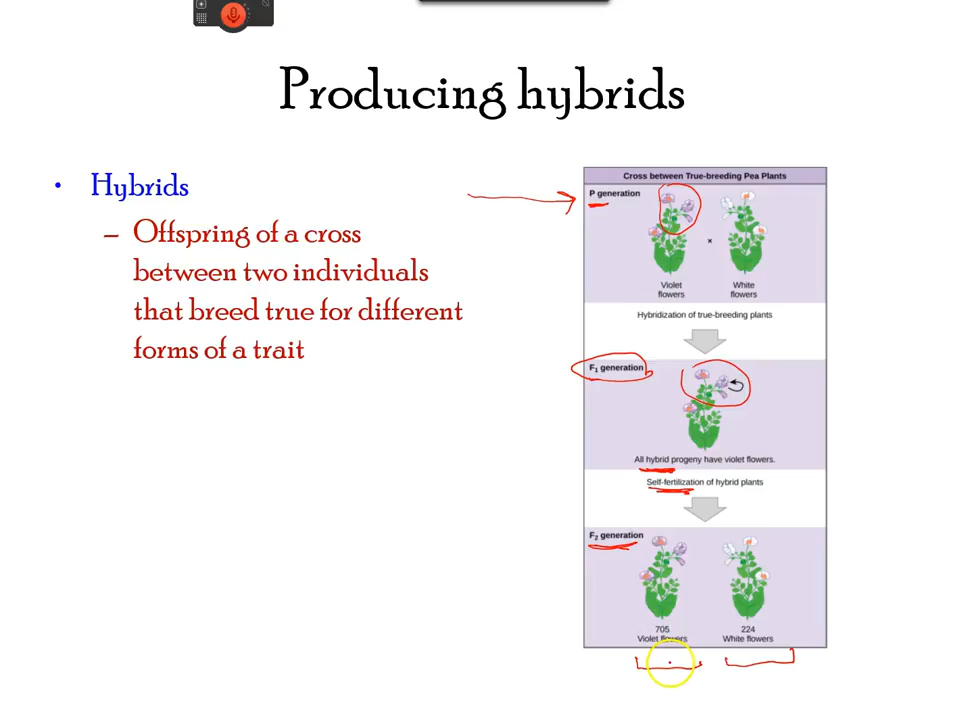 Producing hybrids
• Hybrids
– Offspring of a cross
between two individuals
that breed true for different
forms of a trait
Cross between True-breeding Pea Plants
P generation
×
Violet
flowers
White
flowers
Hybridization of true-breeding plants
F₁ generation
All hybrid progeny have violet flowers.
Self-fertilization of hybrid plants
F₂ generation
705
Violet flowers
224
White flowers